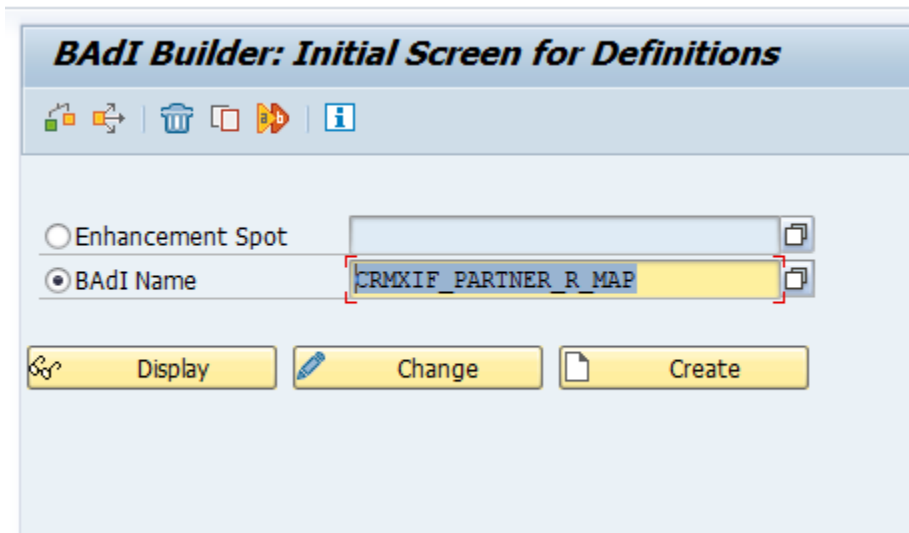 BAdI Builder: Initial Screen for Definitions
Enhancement Spot
BAdI Name CRMXIF_PARTNER_R_MAP
Display Change Create